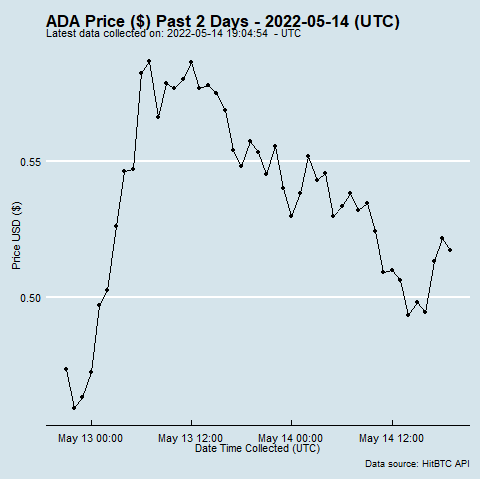 ADA Price ($) Past 2 Days - 2022-05-14 (UTC)
Latest data collected on: 2022-05-14 19:04:54 - UTC
Price USD ($)
0.55
0.50
May 13 00:00 May 13 12:00 May 14 00:00 May 14 12:00
Date Time Collected (UTC)
Data source: HitBTC API